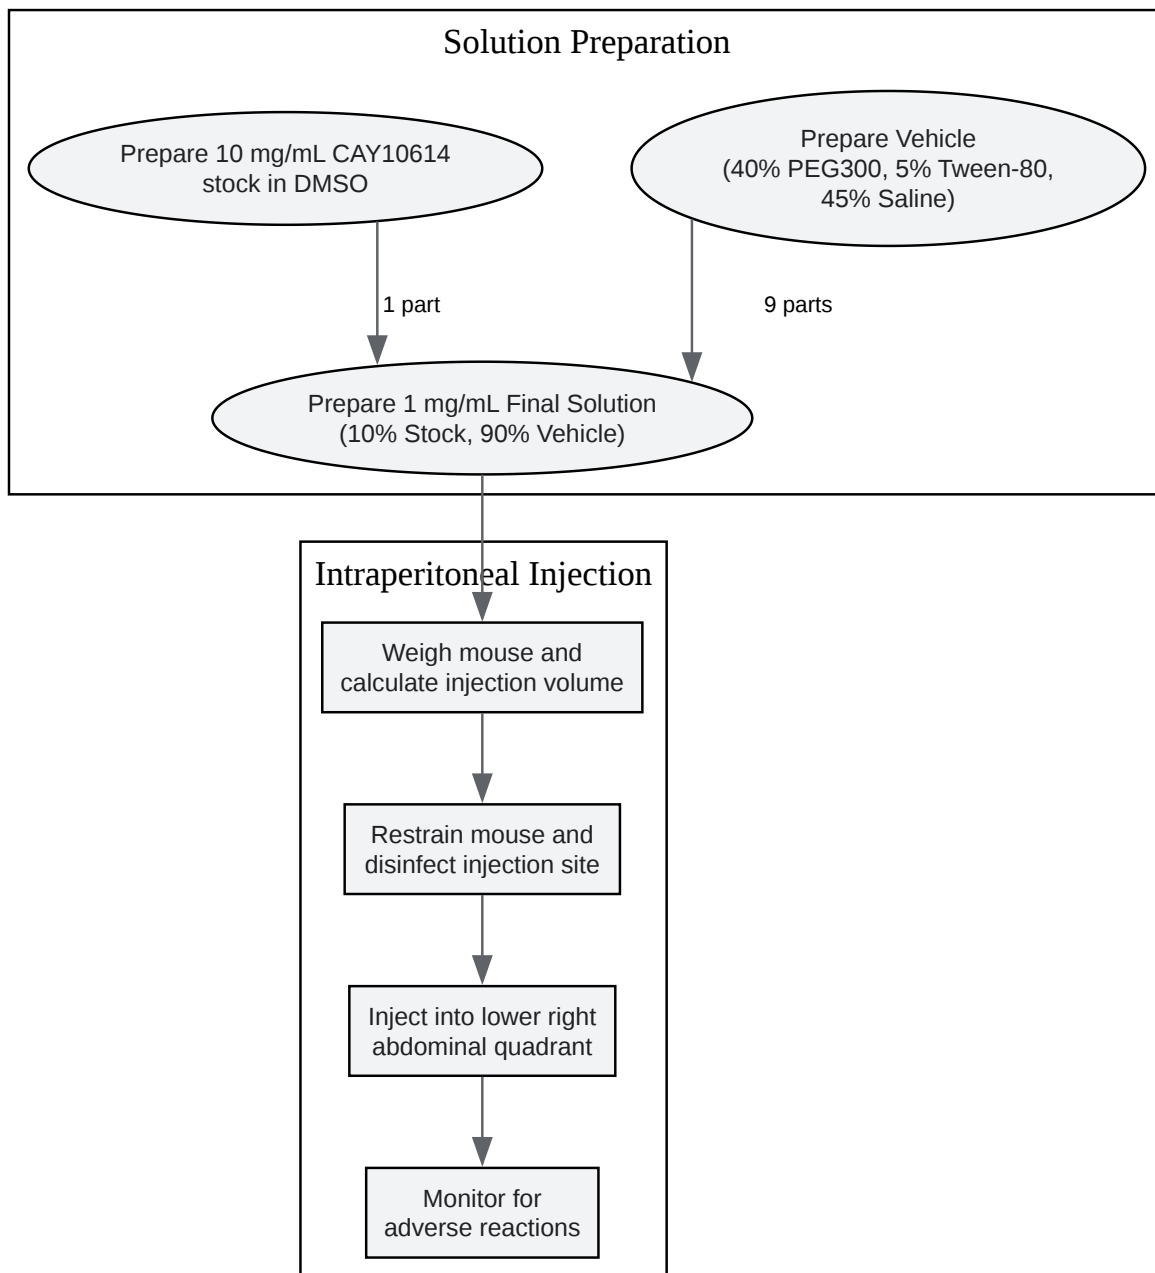 Solution Preparation
Prepare 10 mg/mL CAY10614
stock in DMSO
Prepare Vehicle
(40% PEG300, 5% Tween-80,
45% Saline)
1 part
9 parts
Prepare 1 mg/mL Final Solution
(10% Stock, 90% Vehicle)
Intraperitoneal Injection
Weigh mouse and
calculate injection volume
Restrain mouse and
disinfect injection site
Inject into lower right
abdominal quadrant
Monitor for
adverse reactions